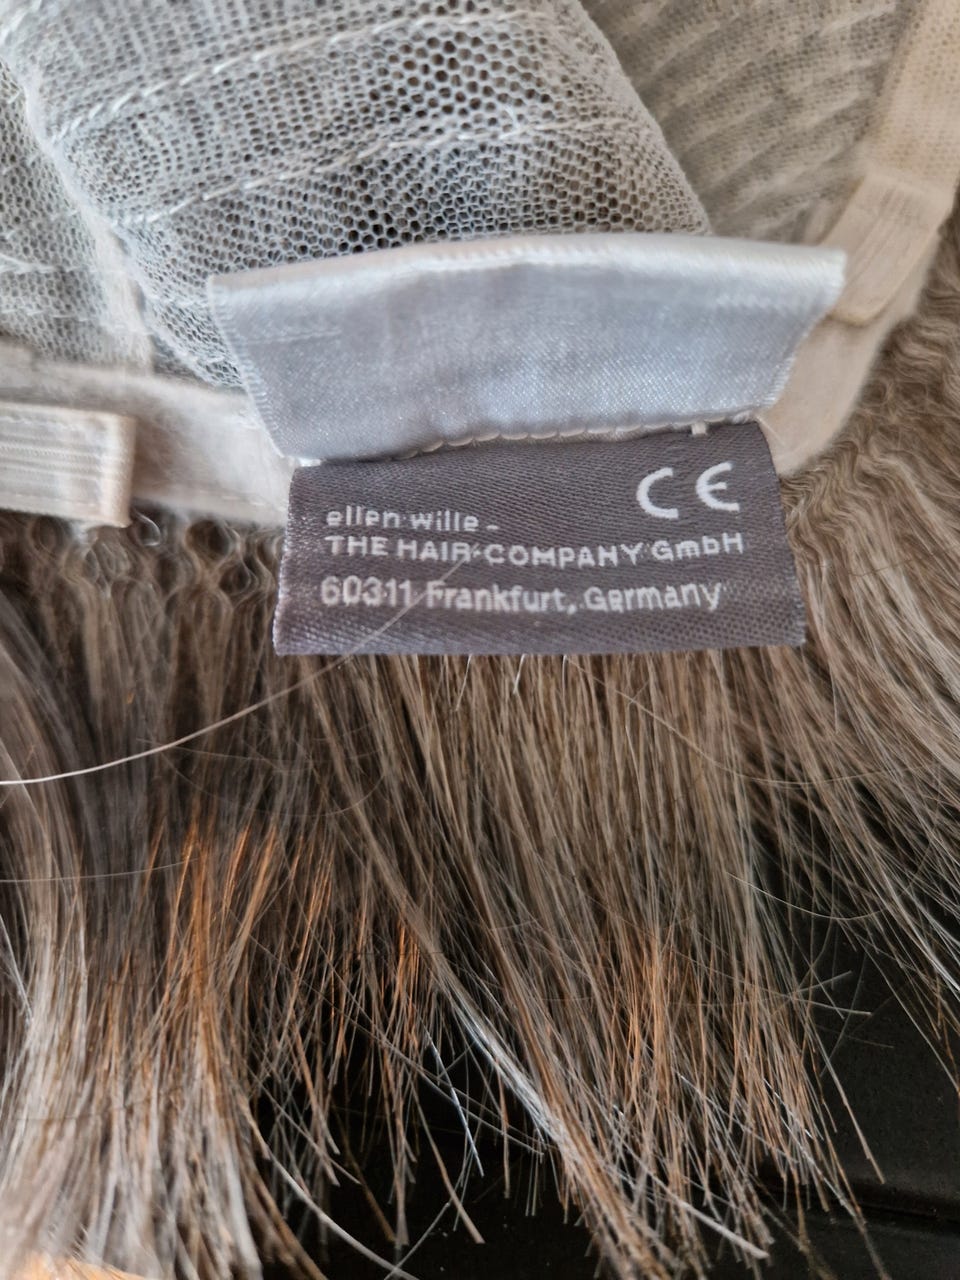 CE
ellen wille -
THE HAIR-COMPANY GmbH
60311 Frankfurt, Germany